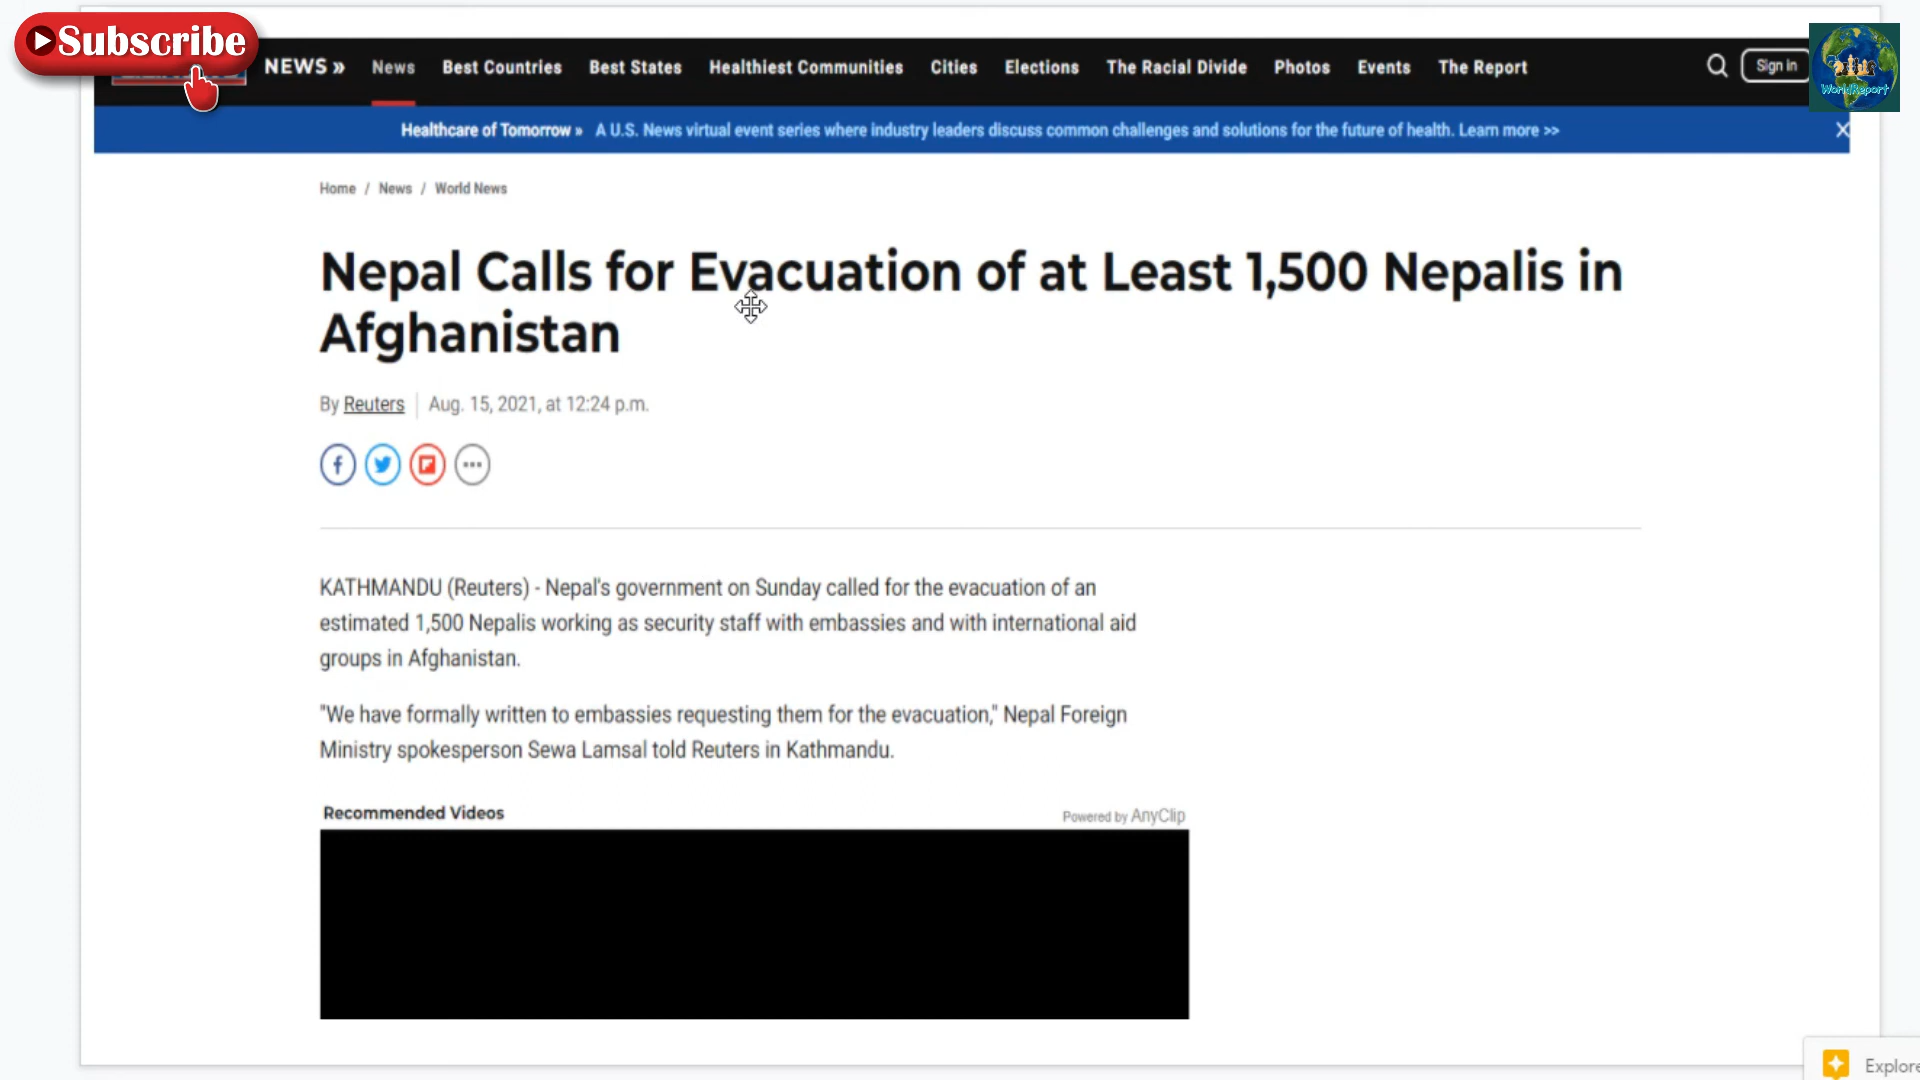 Subscribe
NEWS » News Best Countries Best States Healthiest Communities Cities Elections The Racial Divide Photos Events The Report Sign in
WorldReport
Healthcare of Tomorrow » A U.S. News virtual event series where industry leaders discuss common challenges and solutions for the future of health. Learn more >>
Home / News / World News
Nepal Calls for Evacuation of at Least 1,500 Nepalis in
Afghanistan
By Reuters Aug. 15, 2021, at 12:24 p.m.
KATHMANDU (Reuters) - Nepal's government on Sunday called for the evacuation of an
estimated 1,500 Nepalis working as security staff with embassies and with international aid
groups in Afghanistan.
"We have formally written to embassies requesting them for the evacuation," Nepal Foreign
Ministry spokesperson Sewa Lamsal told Reuters in Kathmandu.
Recommended Videos Powered by AnyClip
Explore